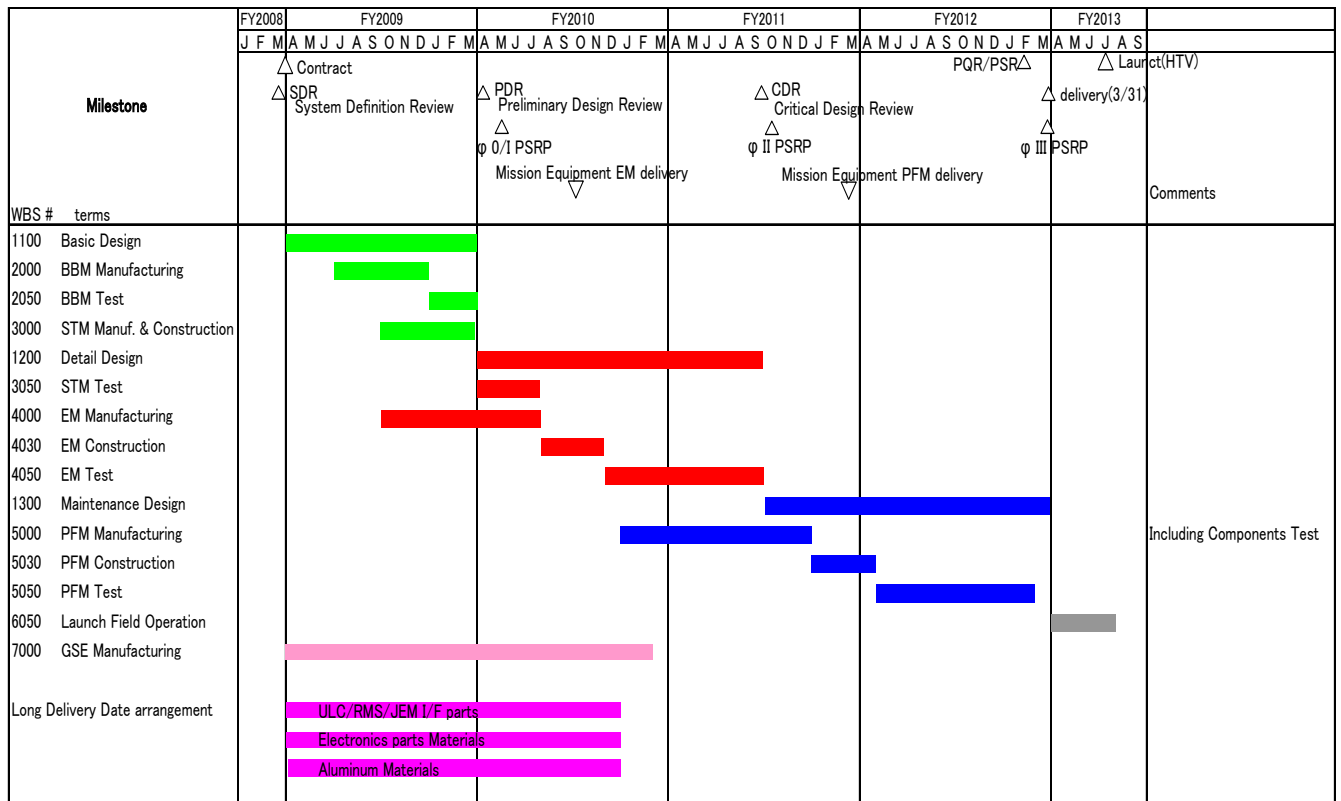 FY2008 FY2009 FY2010 FY2011 FY2012 FY2013
J F M A M J J A S O N D J F M A M J J A S O N D J F M A M J J A S O N D J F M A M J J A S O N D J F M A M J J A S
Milestone
Contract
PQR/PSR
Launct(HTV)
SDR
System Definition Review
PDR
Preliminary Design Review
CDR
Critical Design Review
delivery(3/31)
φ 0/I PSRP
φ II PSRP
φ III PSRP
Mission Equipment EM delivery
Mission Equipment PFM delivery
Comments
WBS # terms
1100 Basic Design
2000 BBM Manufacturing
2050 BBM Test
3000 STM Manuf. & Construction
1200 Detail Design
3050 STM Test
4000 EM Manufacturing
4030 EM Construction
4050 EM Test
1300 Maintenance Design
5000 PFM Manufacturing Including Components Test
5030 PFM Construction
5050 PFM Test
6050 Launch Field Operation
7000 GSE Manufacturing
Long Delivery Date arrangement ULC/RMS/JEM I/F parts
Electronics parts Materials
Aluminum Materials